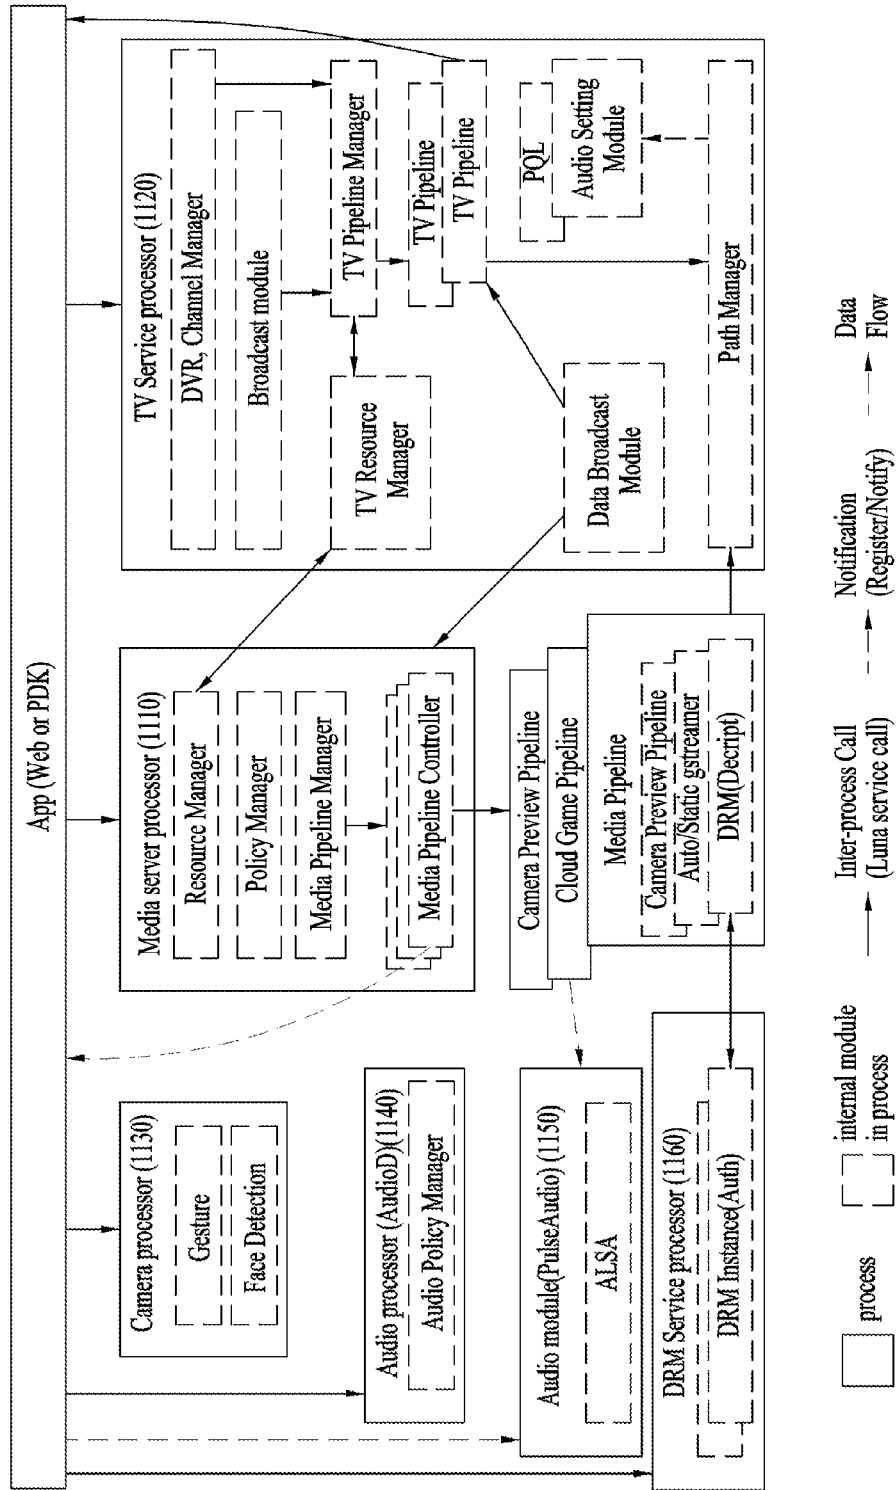 App (Web or PDK)
Camera processor (1130)
Gesture
Face Detection
Audio processor (AudioD)(1140)
Audio Policy Manager
Audio module(PulseAudio) (1150)
ALSA
DRM Service processor (1160)
DRM Instance(Auth)
Media server processor (1110)
Resource Manager
Policy Manager
Media Pipeline Manager
Media Pipeline Controller
Camera Preview Pipeline
Cloud Game Pipeline
Media Pipeline
Camera Preview Pipeline
Auto/Static gstreamer
DRM(Decript)
TV Service processor (1120)
DVR, Channel Manager
Broadcast module
TV Resource
Manager
TV Pipeline Manager
TV Pipeline
TV Pipeline
Data Broadcast
Module
PQL
Audio Setting
Module
Path Manager
process
internal module
in process
Inter-process Call
(Luna service call)
Notification
(Register/Notify)
Data
Flow